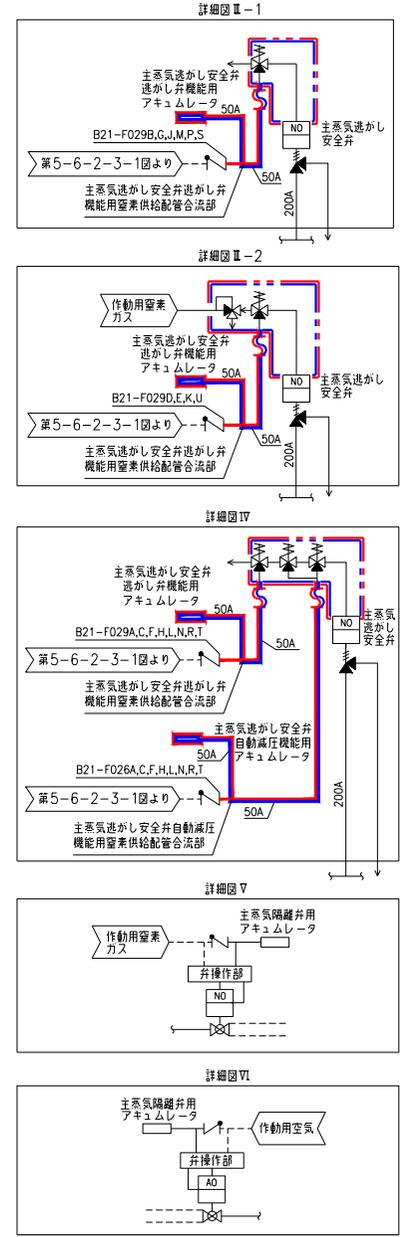 詳細図Ⅱ-1
主蒸気逃がし安全弁
逃がし弁機能用
アキュムレータ
50A
NO
主蒸気逃がし
安全弁
B21-F029B,G,J,M,P,S
第5-6-2-3-1図より
50A
主蒸気逃がし安全弁逃がし弁
機能用窒素供給配管合流部
200A
詳細図Ⅱ-2
作動用窒素
ガス
主蒸気逃がし安全弁
逃がし弁機能用
アキュムレータ
50A
NO
主蒸気逃がし
安全弁
B21-F029D,E,K,U
第5-6-2-3-1図より
50A
主蒸気逃がし安全弁逃がし弁
機能用窒素供給配管合流部
200A
詳細図Ⅳ
主蒸気逃がし安全弁
逃がし弁機能用
アキュムレータ
50A
NO
主蒸気
逃がし
安全弁
B21-F029A,C,F,H,L,N,R,T
50A
第5-6-2-3-1図より
主蒸気逃がし安全弁逃がし弁
機能用窒素供給配管合流部
主蒸気逃がし安全弁
自動減圧機能用
アキュムレータ
50A
B21-F026A,C,F,H,L,N,R,T
第5-6-2-3-1図より
50A
200A
主蒸気逃がし安全弁自動減圧
機能用窒素供給配管合流部
詳細図Ⅴ
主蒸気隔離弁用
アキュムレータ
作動用窒素
ガス
弁操作部
NO
詳細図Ⅵ
主蒸気隔離弁用
アキュムレータ
作動用空気
弁操作部
AO